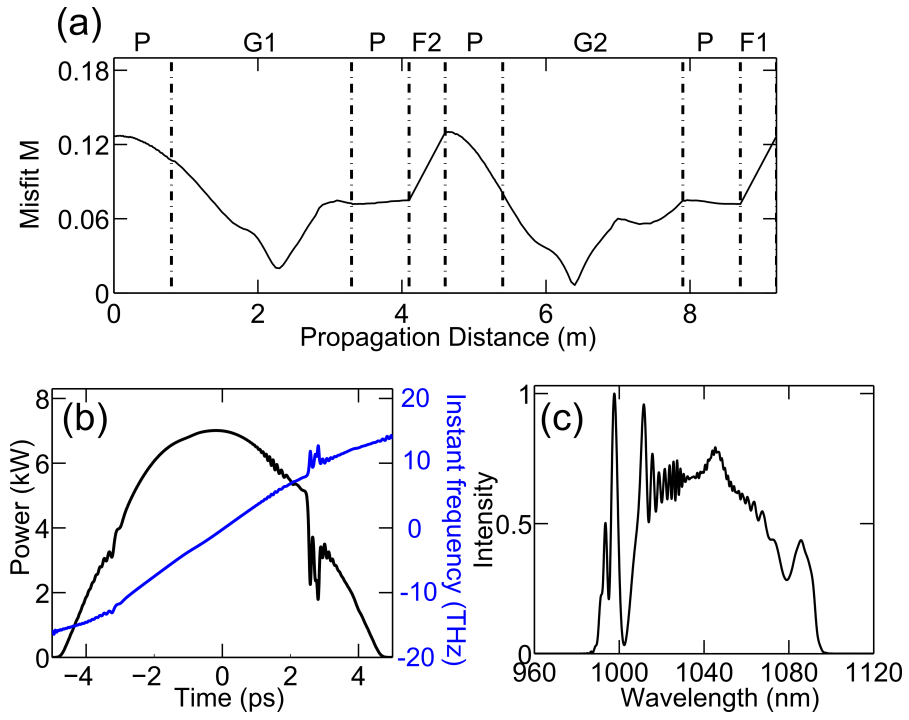 (a)
P G1 P F2 P G2 P F1
0.18
0.12
0.06
0
Misfit M
0 2 4 6 8
Propagation Distance (m)
(b)
8
6
4
2
0
Power (kW)
20
10
0
−10
−20
Instant frequency (THz)
−4 −2 0 2 4
Time (ps)
(c)
1
0.5
0
Intensity
960 1000 1040 1080 1120
Wavelength (nm)